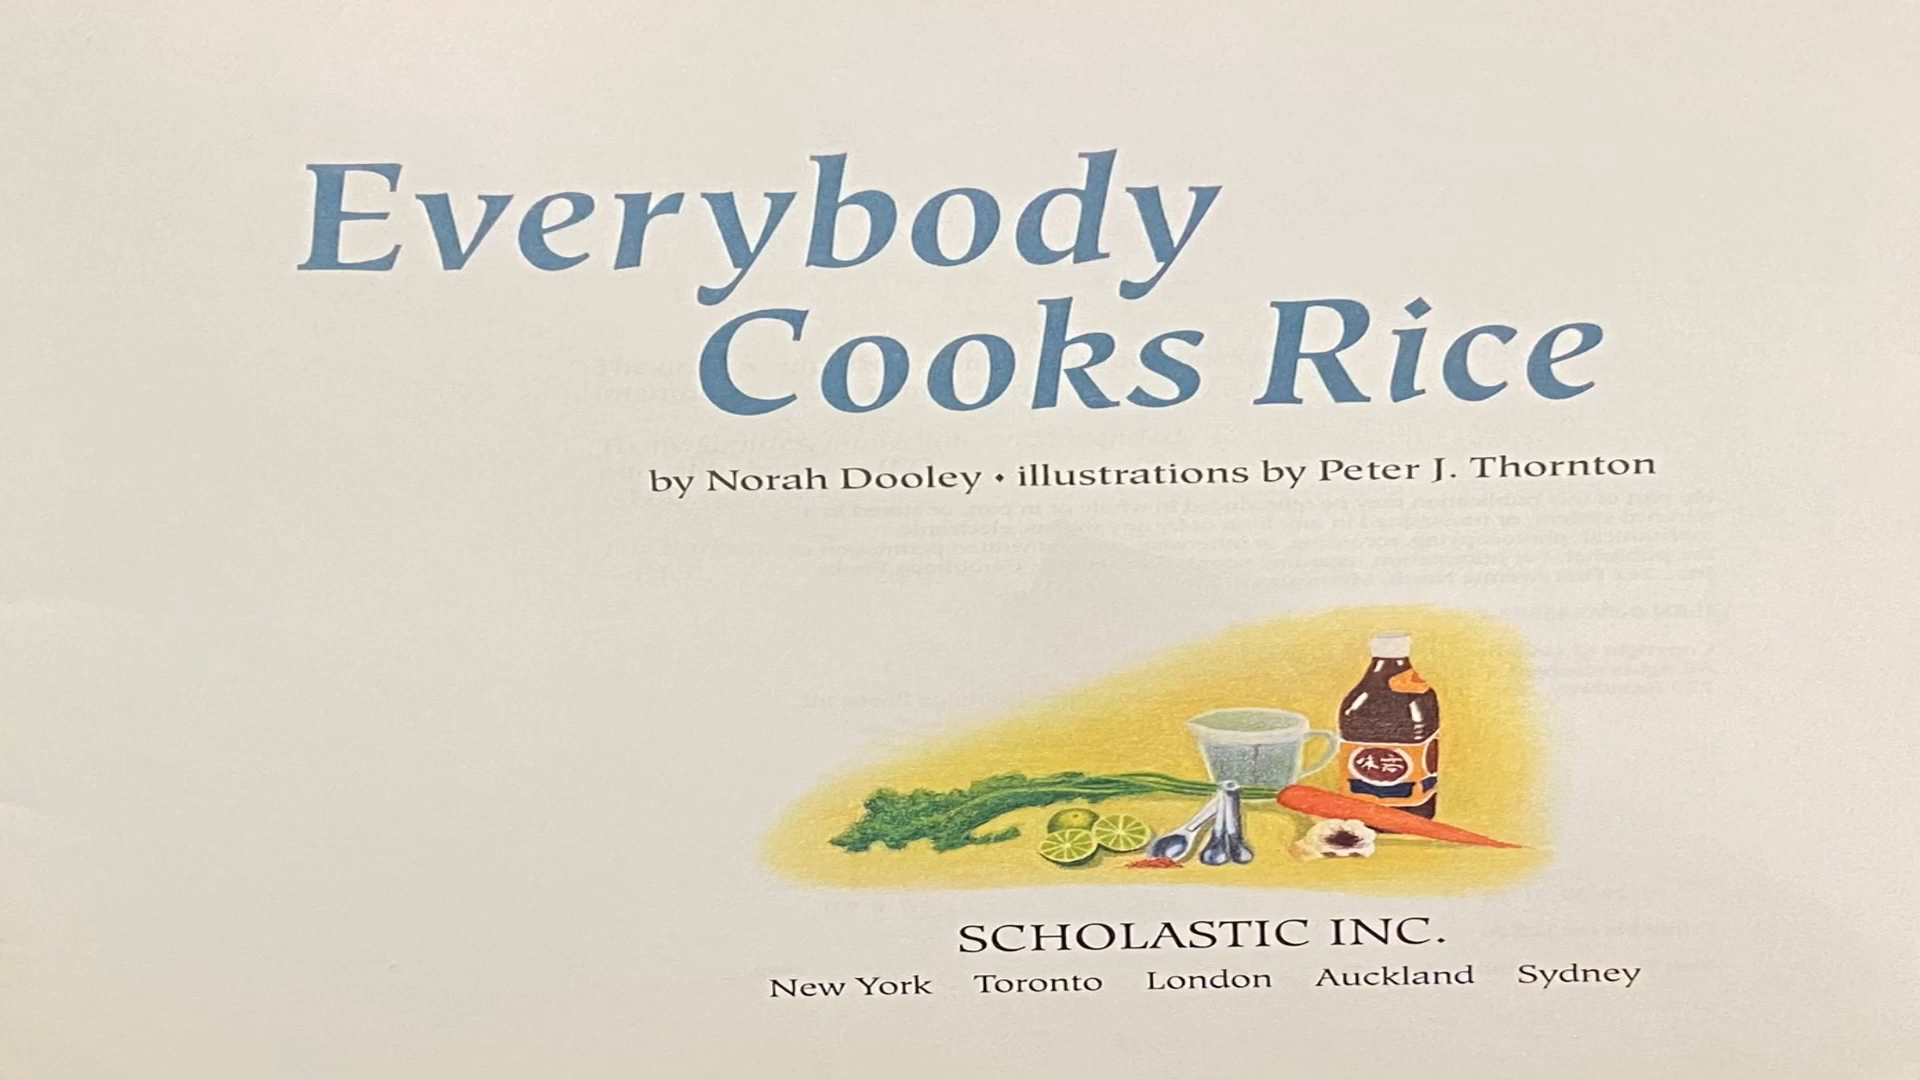 Everybody
Cooks Rice
by Norah Dooley • illustrations by Peter J. Thornton
SCHOLASTIC INC.
New York Toronto London Auckland Sydney